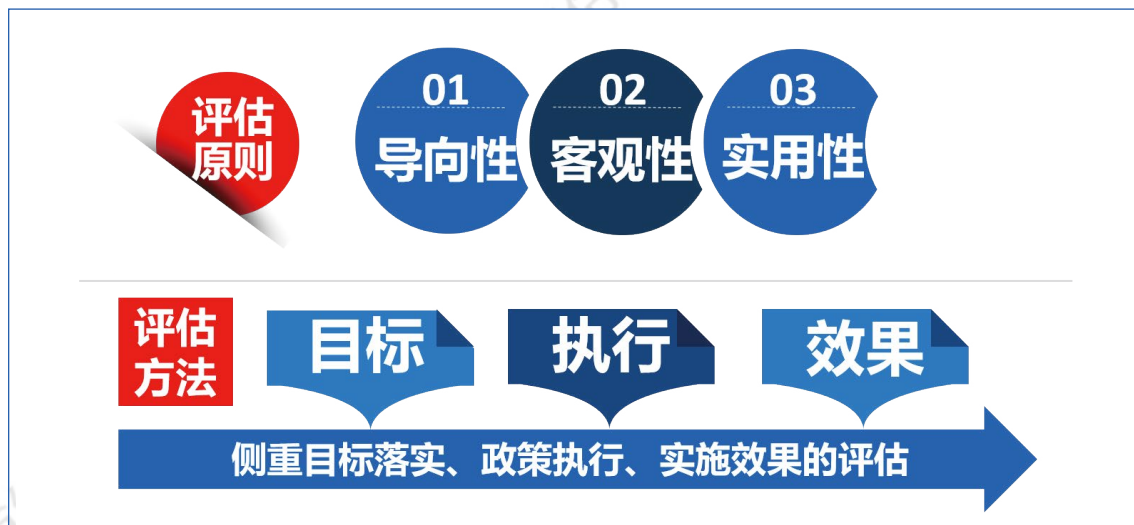 评估
原则
01
导向性
02
客观性
03
实用性
评估
方法
目标
执行
效果
侧重目标落实、政策执行、实施效果的评估